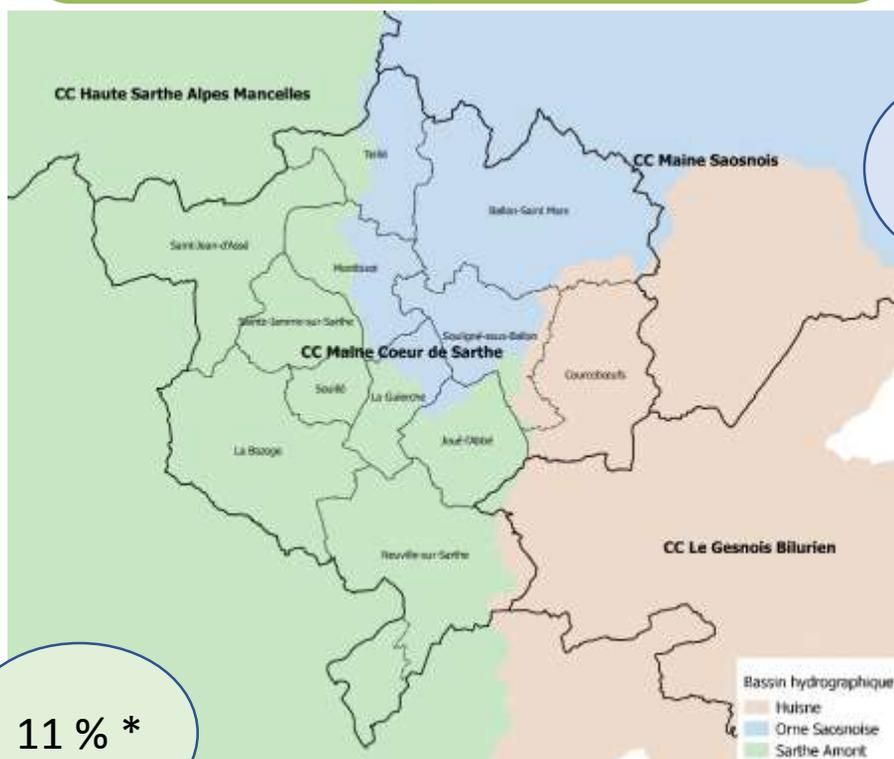 CC Haute Sarthe Alpes Mancelles
Teillé
CC Maine Saosnois
Ballon-Saint Mars
Saint-Jean-d'Assé
Montbizot
Sainte-Jamme-sur-Sarthe
Souligné-sous-Ballon
CC Maine Coeur de Sarthe
Courceboeufs
Souillé
La Guierche
Joué-l'Abbé
La Bazoge
Neuville-sur-Sarthe
CC Le Gesnois Bilurien
Bassin hydrographique
Huisne
Orne Saosnoise
Sarthe Amont
11 % *